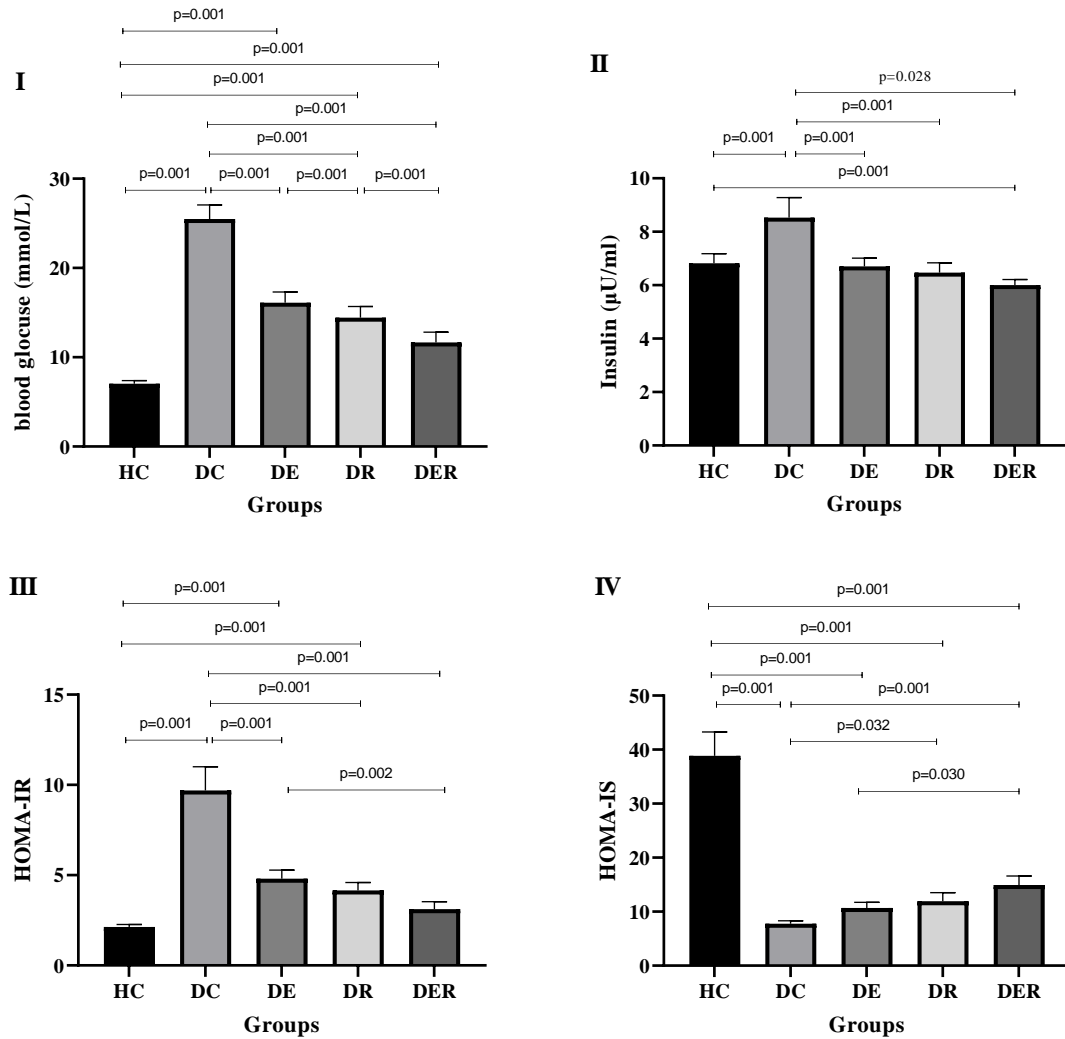 I
p=0.001
p=0.001
p=0.001
p=0.001
p=0.001
p=0.001
p=0.001
p=0.001
p=0.001
blood glocuse (mmol/L)
30
20
10
0
HC DC DE DR DER
Groups
II
p=0.028
p=0.001
p=0.001
p=0.001
p=0.001
Insulin (µU/ml)
10
8
6
4
2
0
HC DC DE DR DER
Groups
III
p=0.001
p=0.001
p=0.001
p=0.001
p=0.001
p=0.001
p=0.002
HOMA-IR
15
10
5
0
HC DC DE DR DER
Groups
IV
p=0.001
p=0.001
p=0.001
p=0.001
p=0.001
p=0.032
p=0.030
HOMA-IS
50
40
30
20
10
0
HC DC DE DR DER
Groups